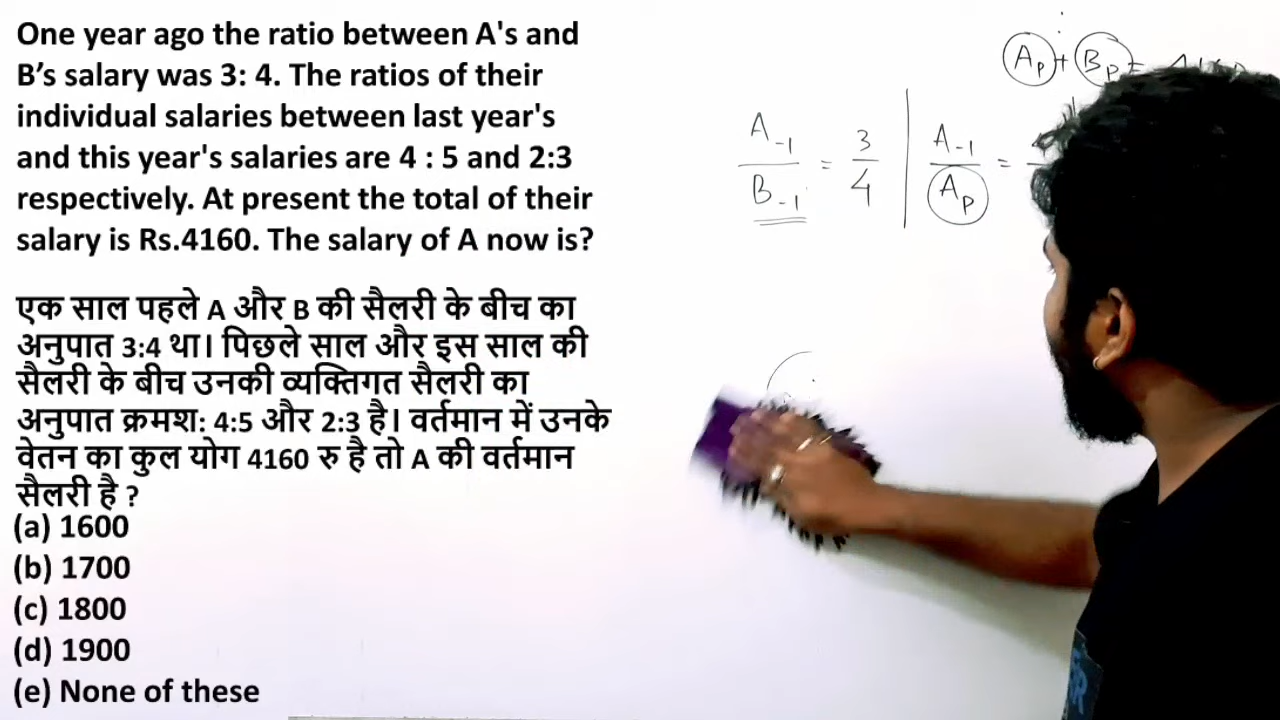 One year ago the ratio between A's and
B’s salary was 3: 4. The ratios of their
individual salaries between last year's
and this year's salaries are 4 : 5 and 2:3
respectively. At present the total of their
salary is Rs.4160. The salary of A now is?
एक साल पहले A और B की सैलरी के बीच का
अनुपात 3:4 था। पिछले साल और इस साल की
सैलरी के बीच उनकी व्यक्तिगत सैलरी का
अनुपात क्रमश: 4:5 और 2:3 है। वर्तमान में उनके
वेतन का कुल योग 4160 रु है तो A की वर्तमान
सैलरी है ?
(a) 1600
(b) 1700
(c) 1800
(d) 1900
(e) None of these
Ap + Bp =
A-1 / B-1 = 3 / 4 | A-1 / Ap =